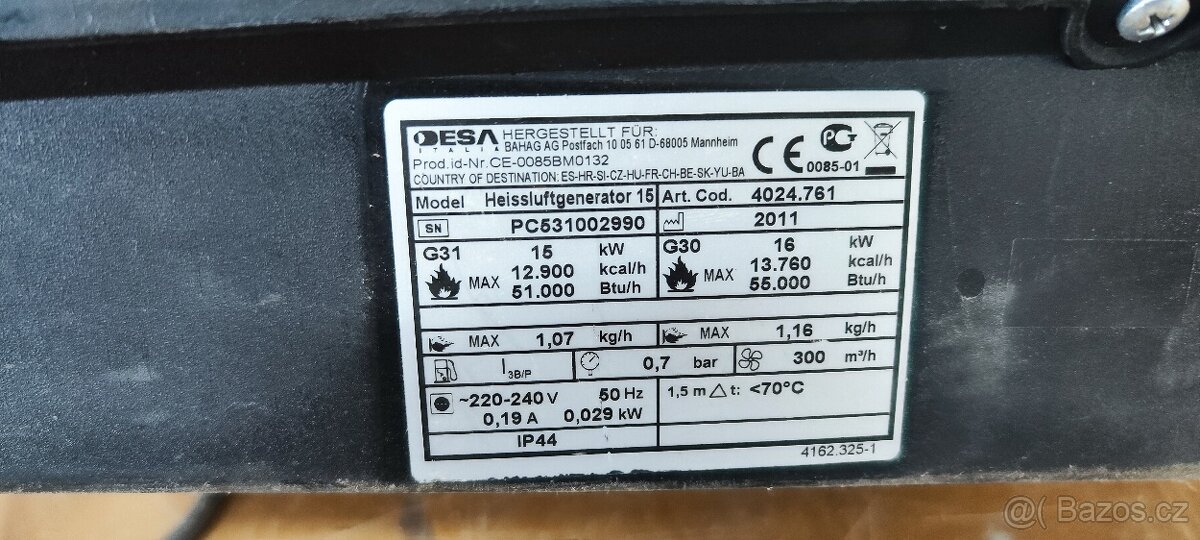 DESA HERGESTELLT FÜR:
ITALIA BAHAG AG Postfach 10 05 61 D-68005 Mannheim
Prod.id-Nr.CE-0085BM0132
COUNTRY OF DESTINATION: ES-HR-SI-CZ-HU-FR-CH-BE-SK-YU-BA
CE PCT 0085-01
Model Heissluftgenerator 15 Art. Cod. 4024.761
SN PC531002990 2011
G31 15 kW G30 16 kW
MAX 12.900 kcal/h MAX 13.760 kcal/h
51.000 Btu/h 55.000 Btu/h
MAX 1,07 kg/h MAX 1,16 kg/h
I3B/P 0,7 bar 300 m³/h
~220-240 V 50 Hz 1,5 m △ t: <70°C
0,19 A 0,029 kW
IP44
4162.325-1
@ Bazos.cz